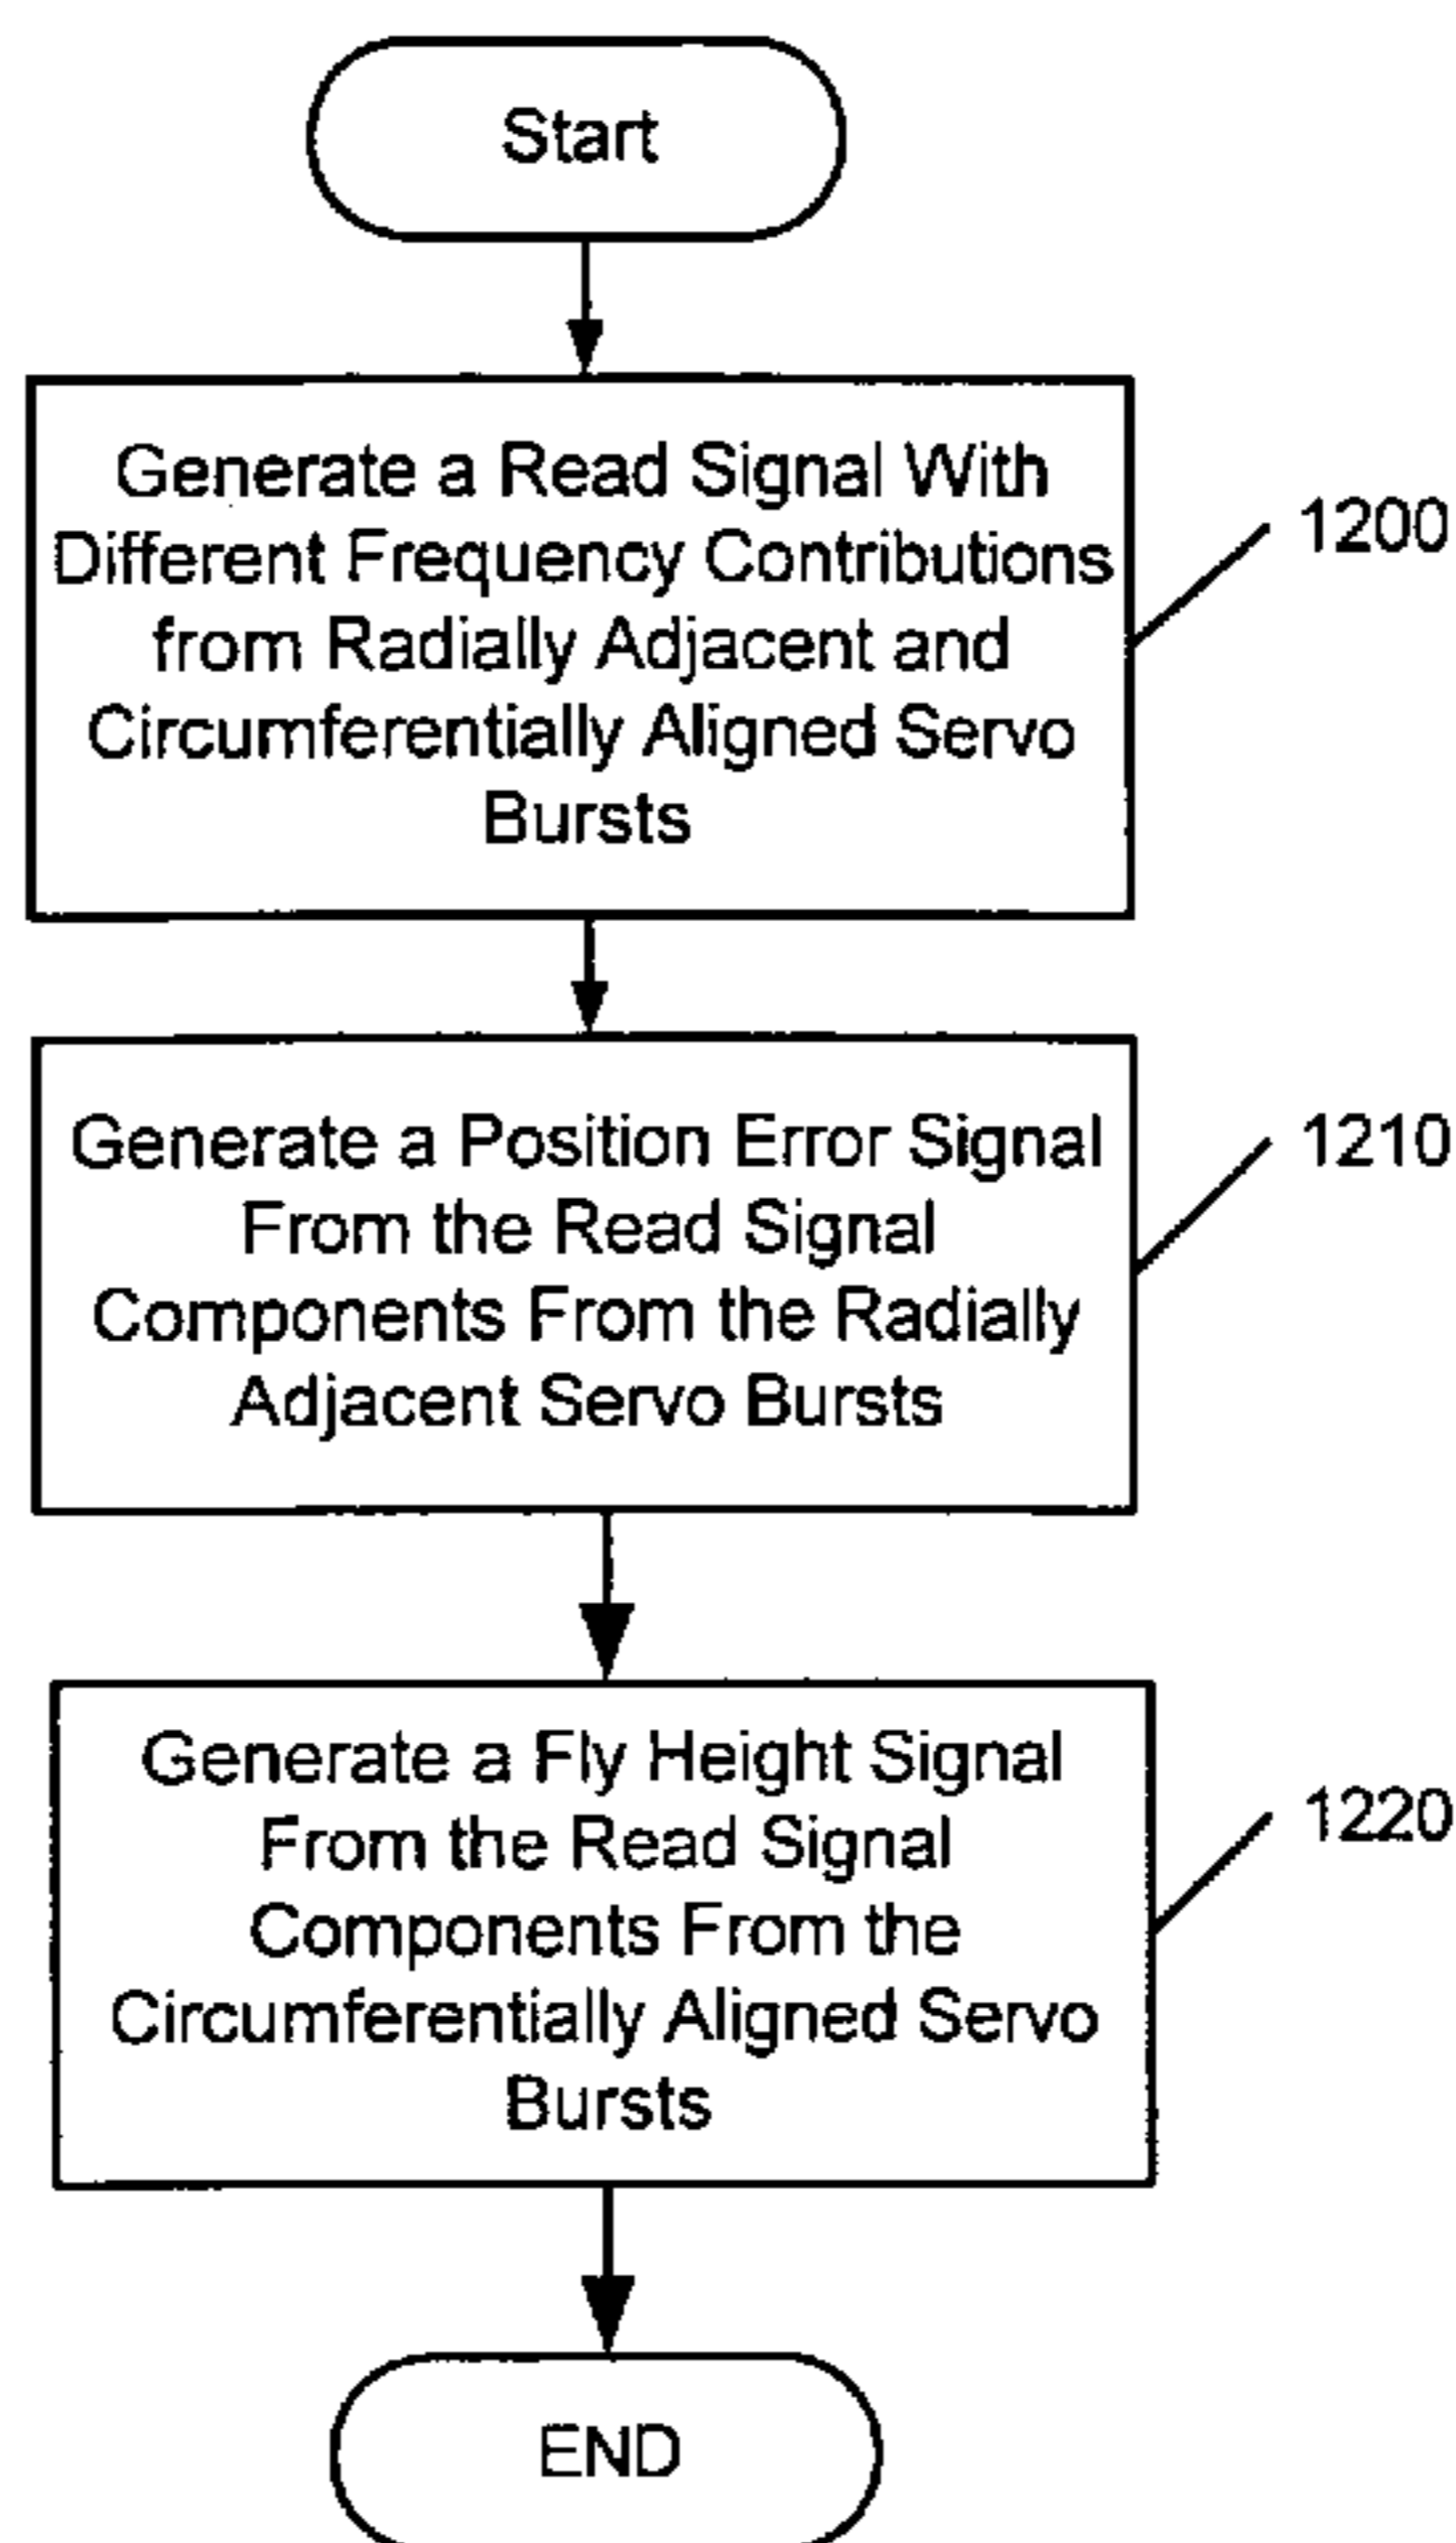 Start
Generate a Read Signal With
Different Frequency Contributions
from Radially Adjacent and
Circumferentially Aligned Servo
Bursts
1200
Generate a Position Error Signal
From the Read Signal
Components From the Radially
Adjacent Servo Bursts
1210
Generate a Fly Height Signal
From the Read Signal
Components From the
Circumferentially Aligned Servo
Bursts
1220
END